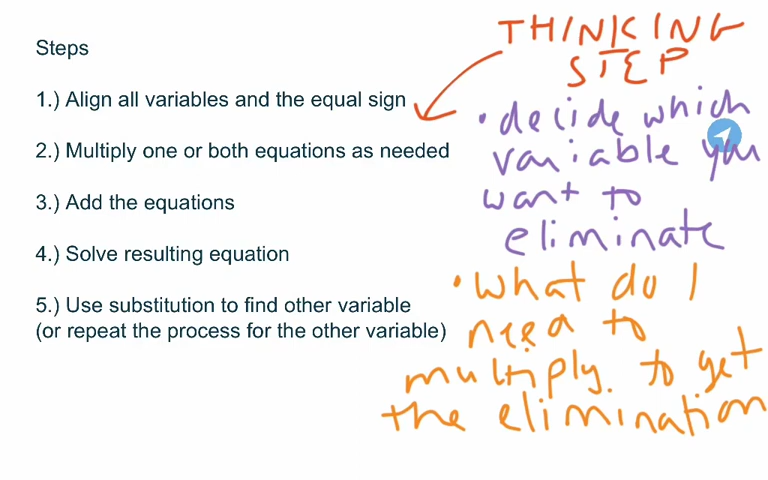 Steps
1.) Align all variables and the equal sign
2.) Multiply one or both equations as needed
3.) Add the equations
4.) Solve resulting equation
5.) Use substitution to find other variable
(or repeat the process for the other variable)
THINKING
STEP
• decide which
variable you
want to
eliminate
• what do I
need to
multiply. to get
the elimination